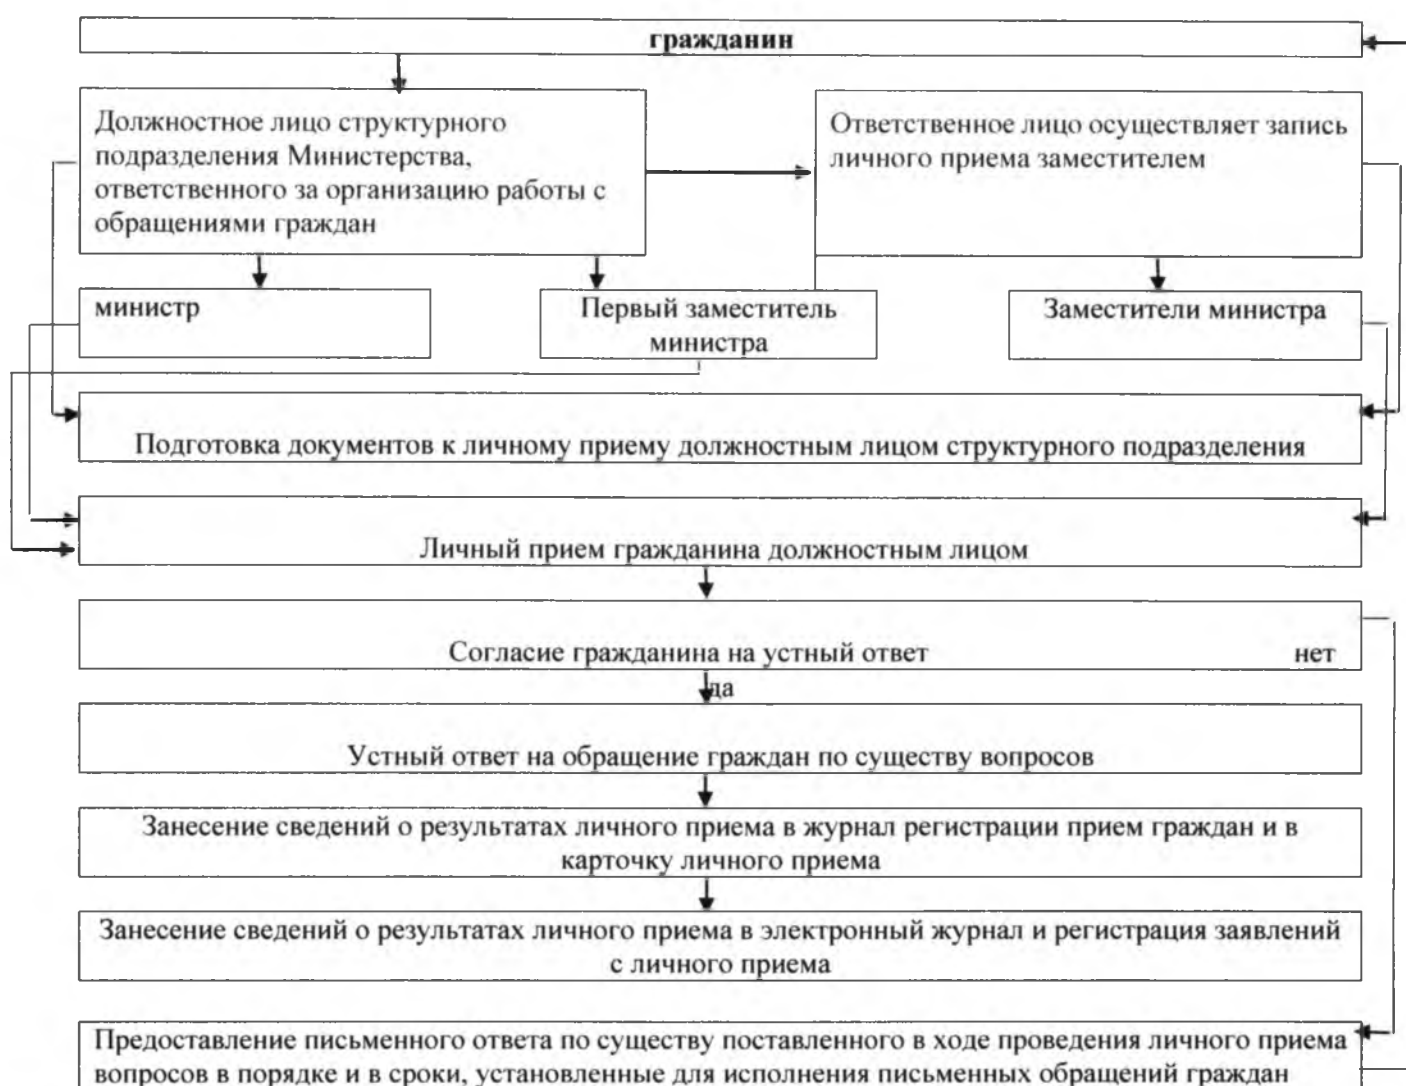 гражданин
Должностное лицо структурного
подразделения Министерства,
ответственного за организацию работы с
обращениями граждан
Ответственное лицо осуществляет запись
личного приема заместителем
министр
Первый заместитель
министра
Заместители министра
Подготовка документов к личному приему должностным лицом структурного подразделения
Личный прием гражданина должностным лицом
Согласие гражданина на устный ответ нет
да
Устный ответ на обращение граждан по существу вопросов
Занесение сведений о результатах личного приема в журнал регистрации прием граждан и в
карточку личного приема
Занесение сведений о результатах личного приема в электронный журнал и регистрация заявлений
с личного приема
Предоставление письменного ответа по существу поставленного в ходе проведения личного приема
вопросов в порядке и в сроки, установленные для исполнения письменных обращений граждан